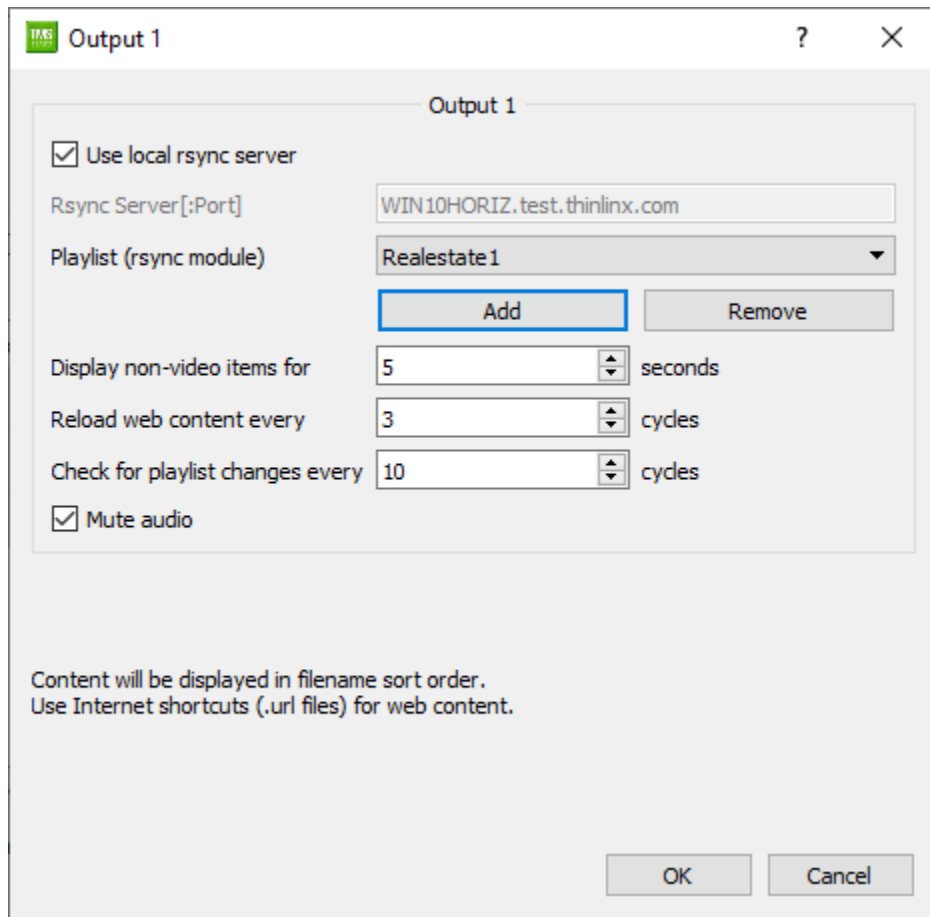 TMS
Output 1
?
Output 1
Use local rsync server
Rsync Server[:Port] WIN10HORIZ.test.thinlinx.com
Playlist (rsync module) Realestate1
Add Remove
Display non-video items for 5 seconds
Reload web content every 3 cycles
Check for playlist changes every 10 cycles
Mute audio
Content will be displayed in filename sort order.
Use Internet shortcuts (.url files) for web content.
OK Cancel